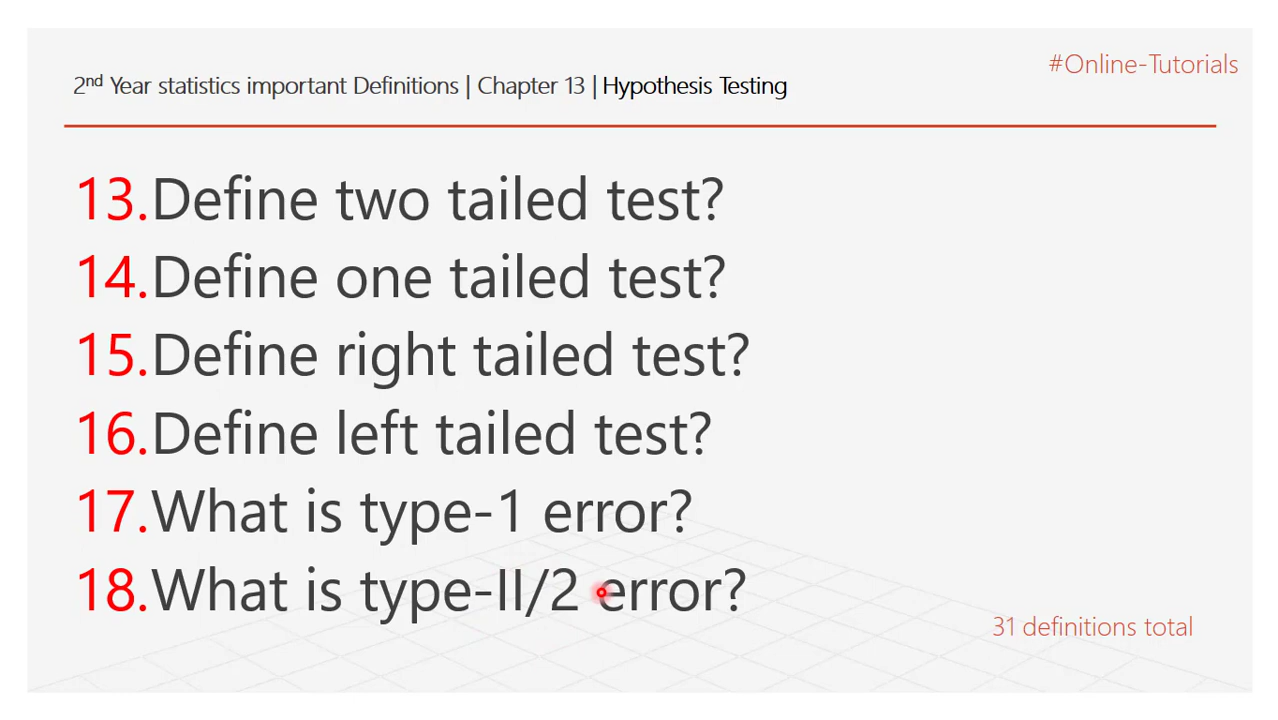 #Online-Tutorials
2nd Year statistics important Definitions | Chapter 13 | Hypothesis Testing
13.Define two tailed test?
14.Define one tailed test?
15.Define right tailed test?
16.Define left tailed test?
17.What is type-1 error?
18.What is type-II/2 error?
31 definitions total